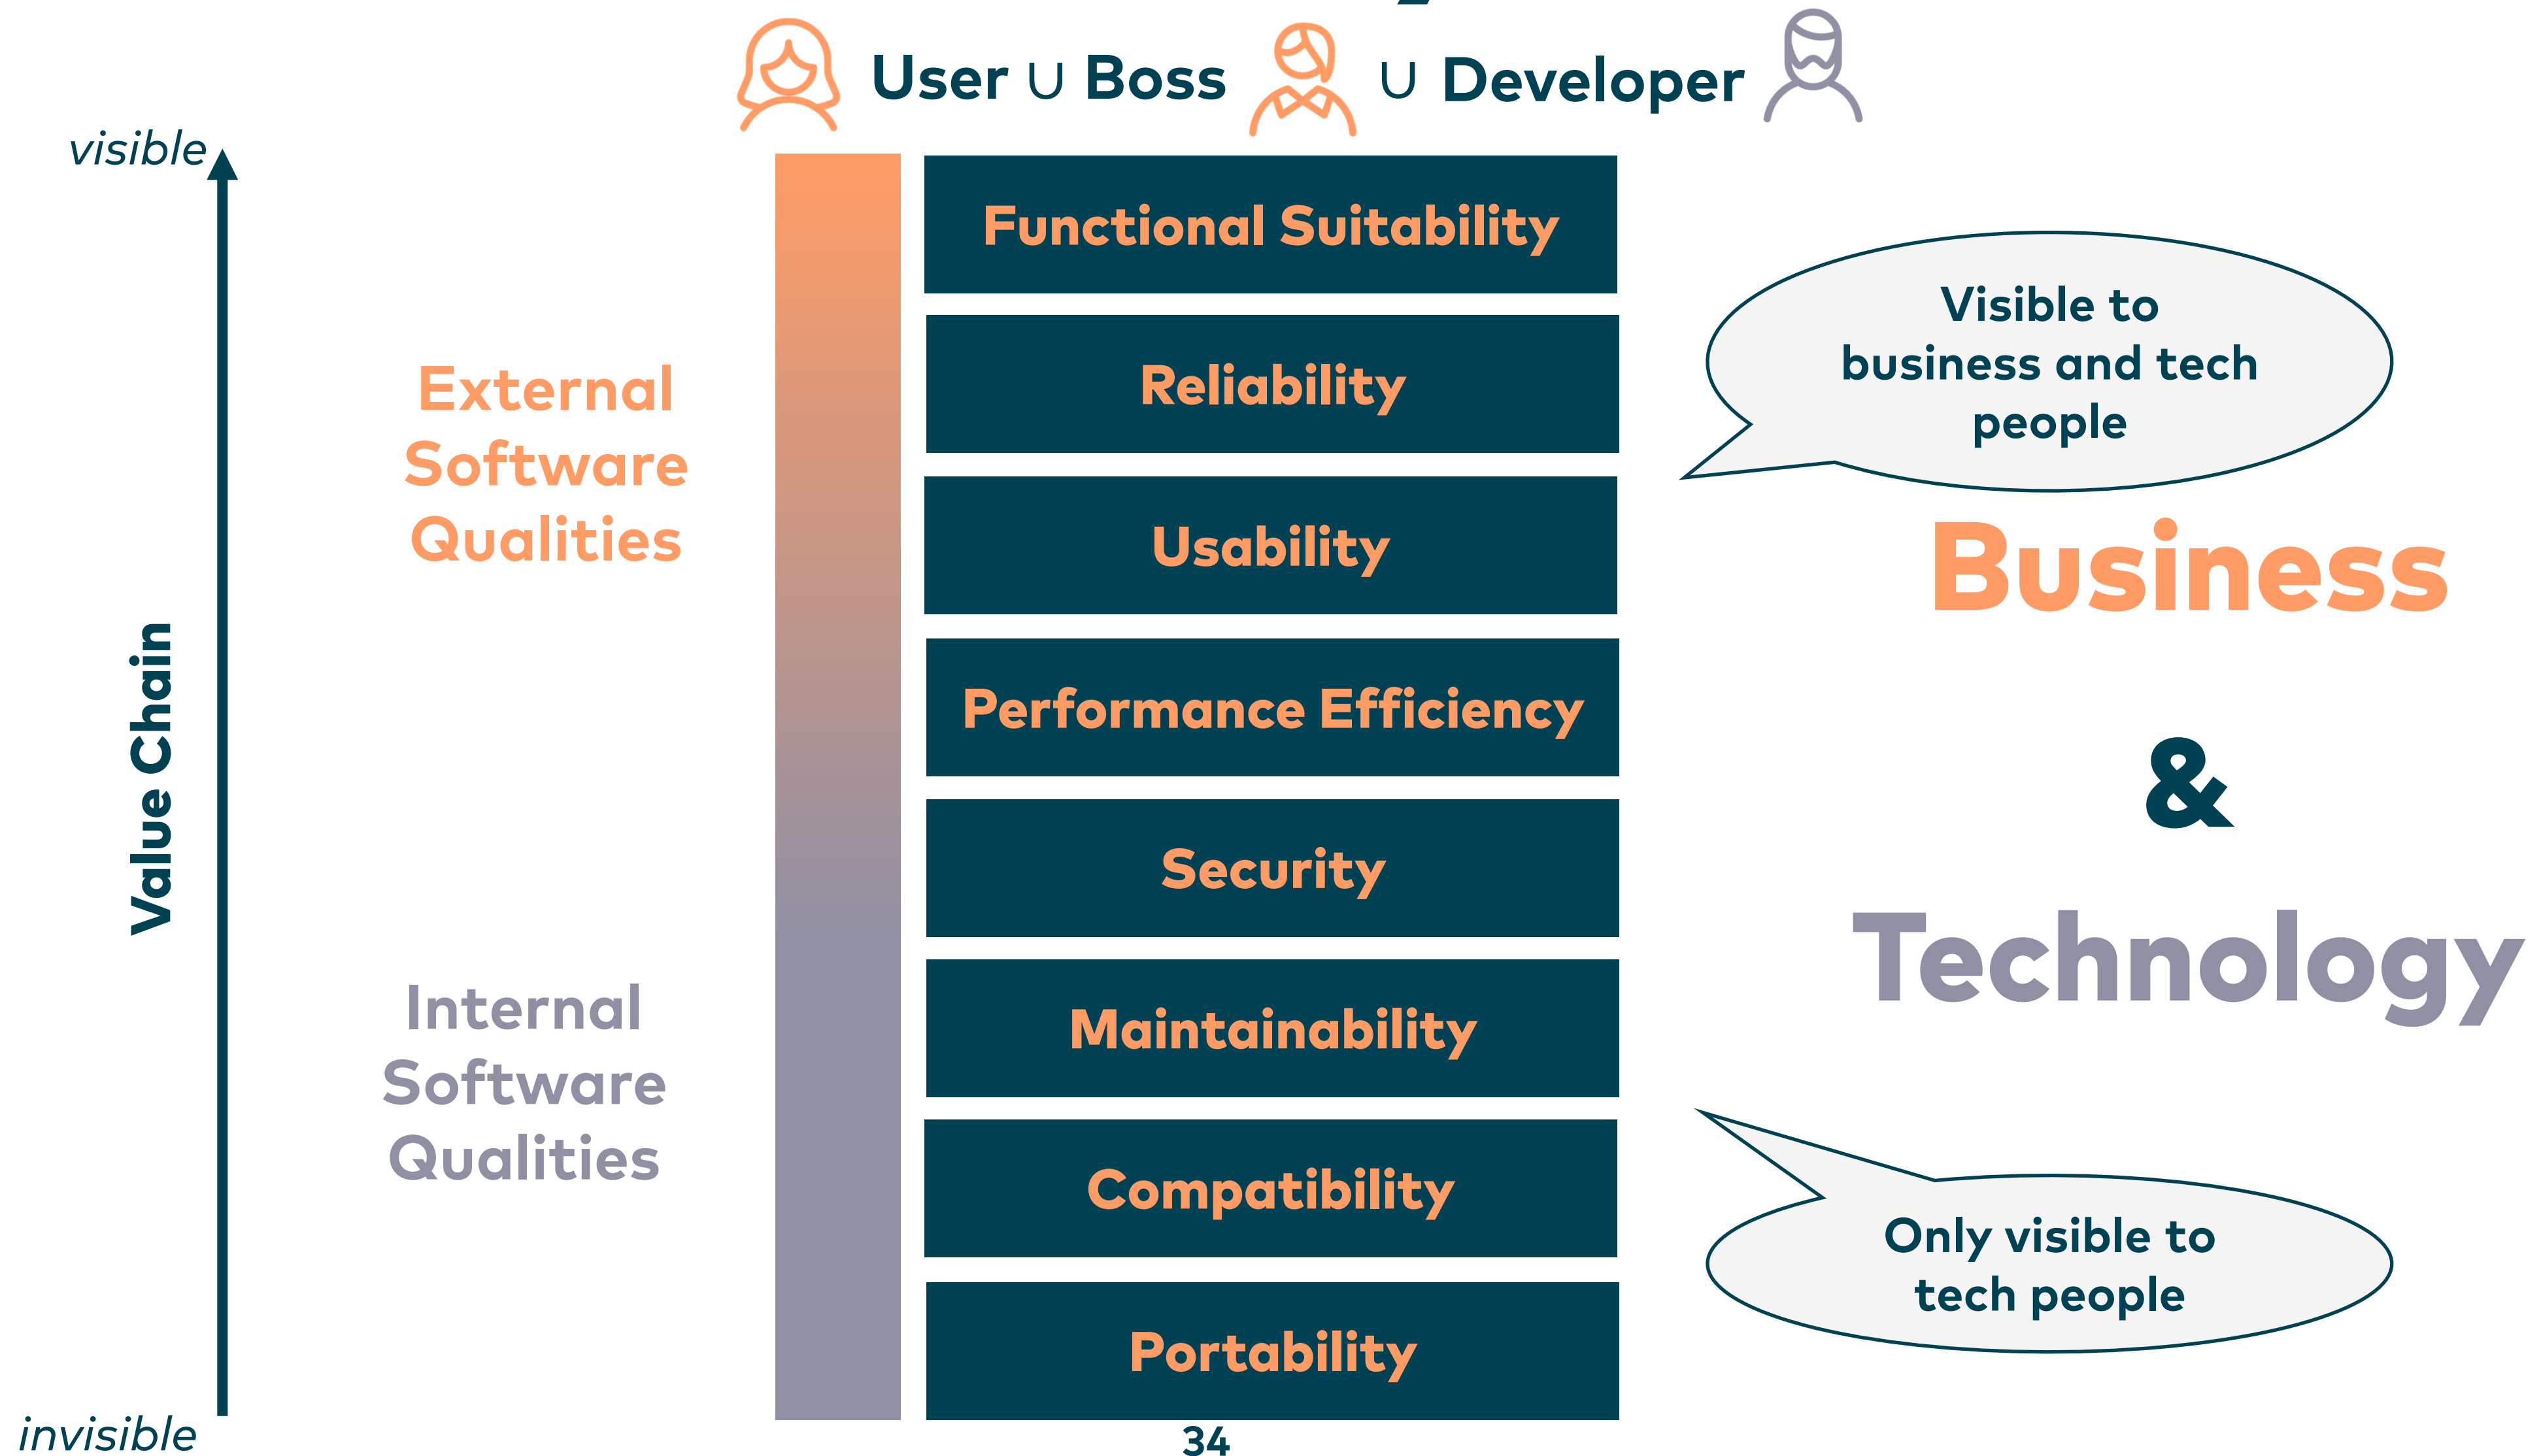 User ∪ Boss ∪ Developer
visible
Functional Suitability
Reliability
Usability
Performance Efficiency
Security
Maintainability
Compatibility
Portability
External
Software
Qualities
Internal
Software
Qualities
Value Chain
Visible to
business and tech
people
Business
&
Technology
Only visible to
tech people
invisible
34